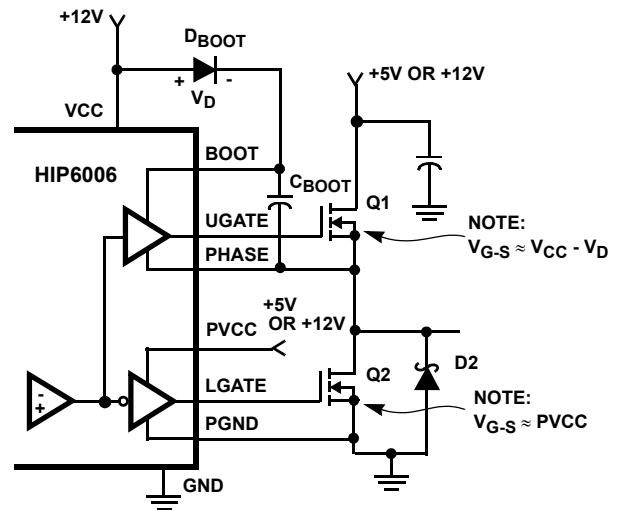 +12V
DBOOT
+ -
VD
+5V OR +12V
VCC
BOOT
HIP6006
CBOOT
Q1
UGATE
NOTE:
VG-S ≈ VCC - VD
PHASE
+5V
OR +12V
PVCC
D2
Q2
LGATE
- +
NOTE:
VG-S ≈ PVCC
PGND
GND